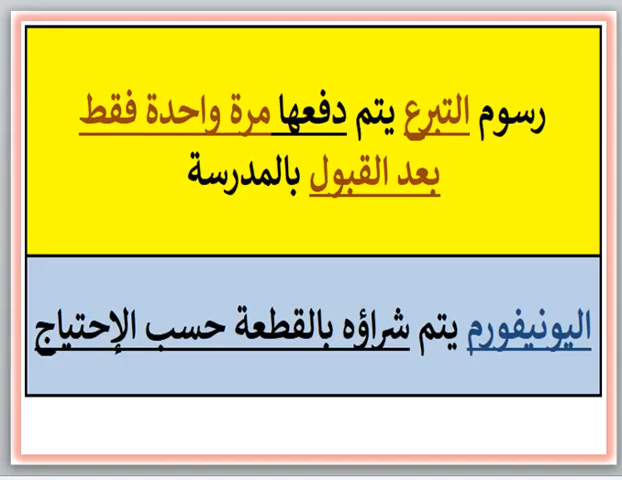 رسوم التبرع يتم دفعها مرة واحدة فقط
بعد القبول بالمدرسة
اليونيفورم يتم شراؤه بالقطعة حسب الإحتياج